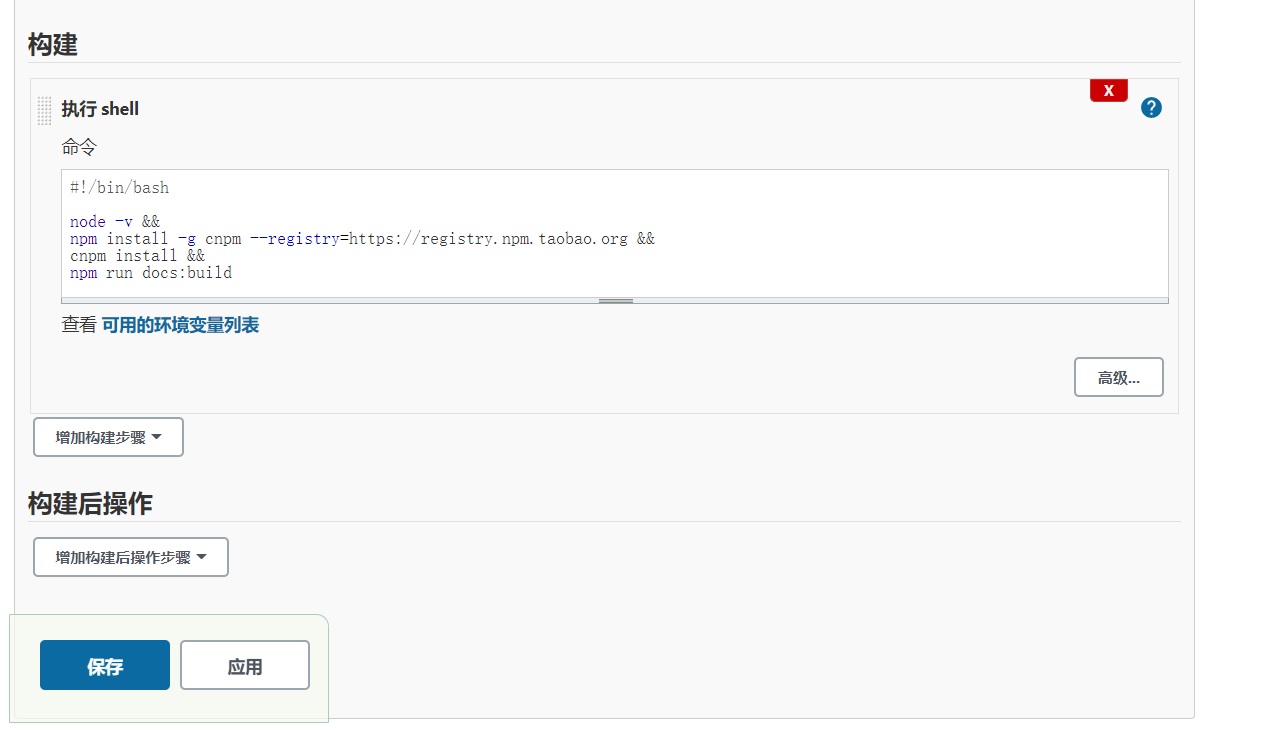 构建
X
执行 shell
?
命令
#!/bin/bash
node -v &&
npm install -g cnpm --registry=https://registry.npm.taobao.org &&
cnpm install &&
npm run docs:build
查看 可用的环境变量列表
高级...
增加构建步骤
构建后操作
增加构建后操作步骤
保存 应用